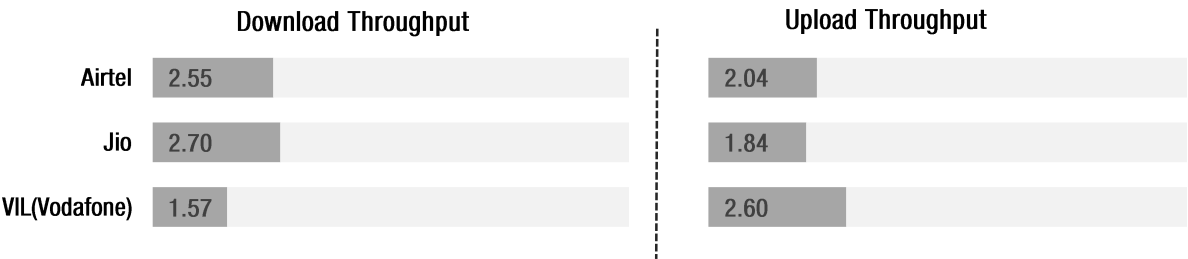 Download Throughput
Upload Throughput
Airtel 2.55 2.04
Jio 2.70 1.84
VIL(Vodafone) 1.57 2.60